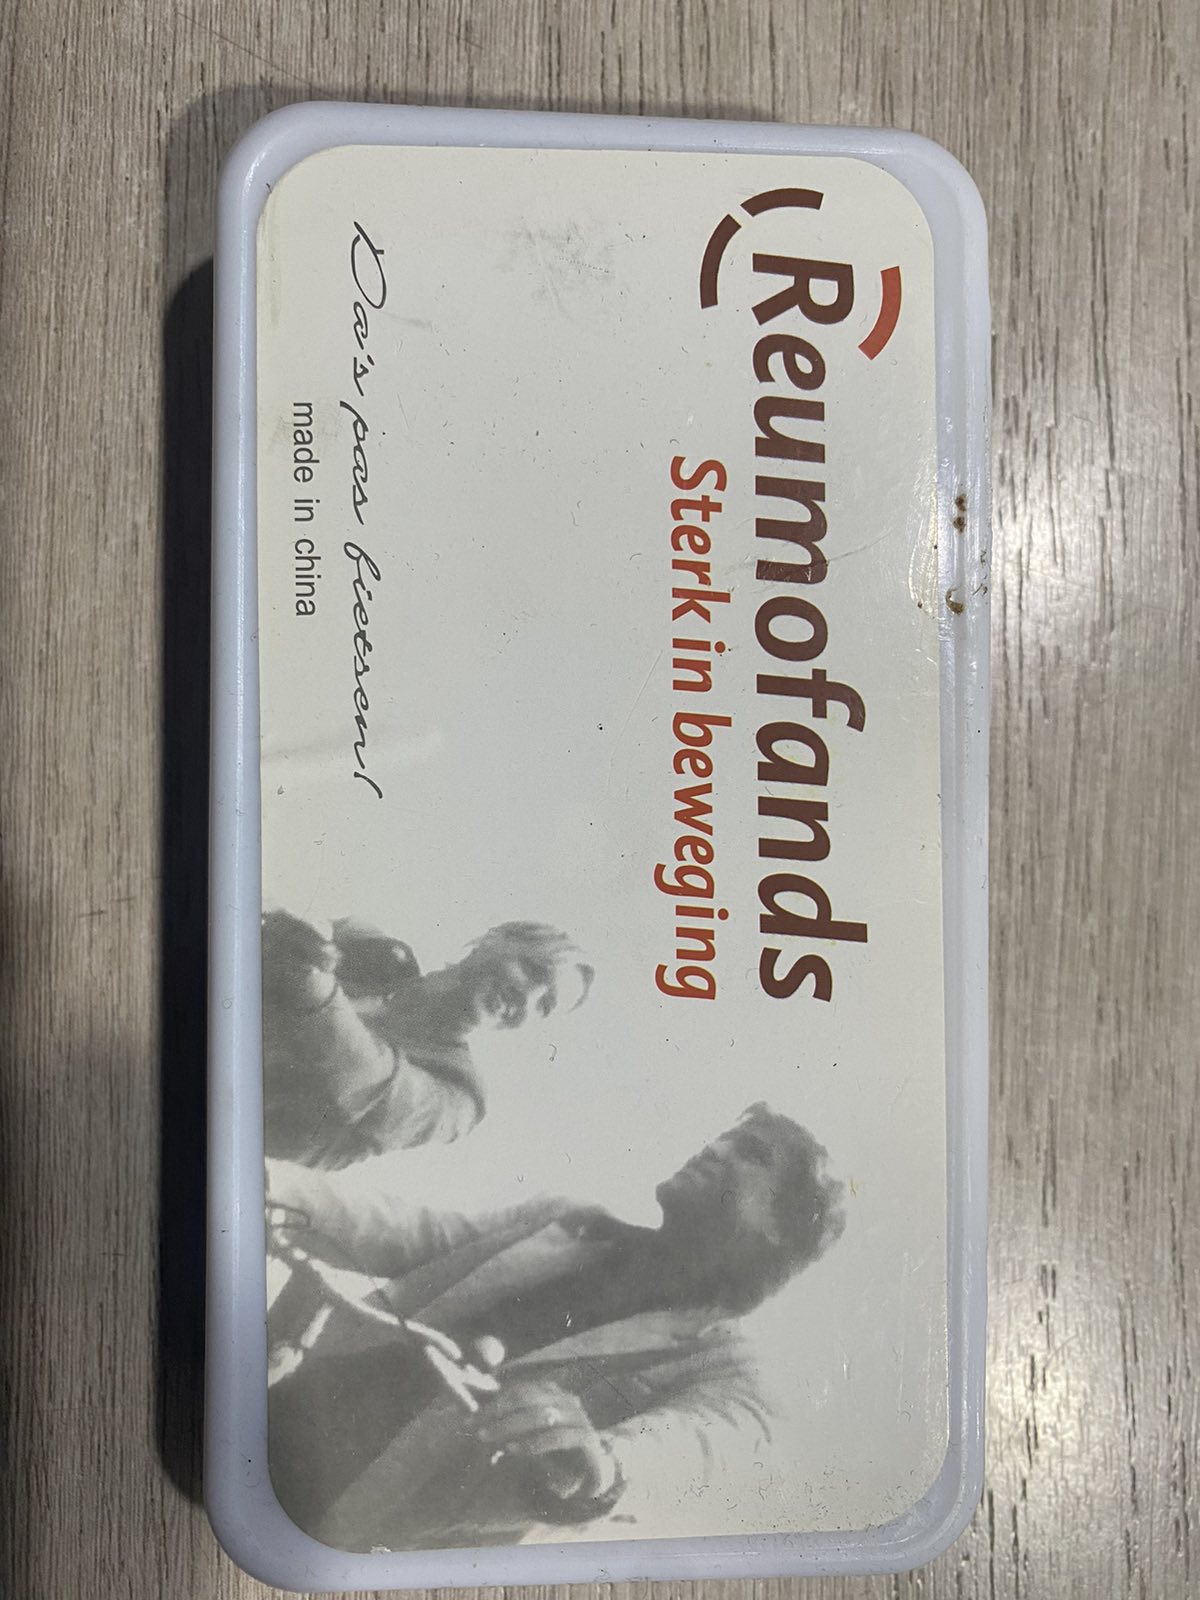 Reumofonds
Sterk in beweging
Da's pas fietsen!
made in china